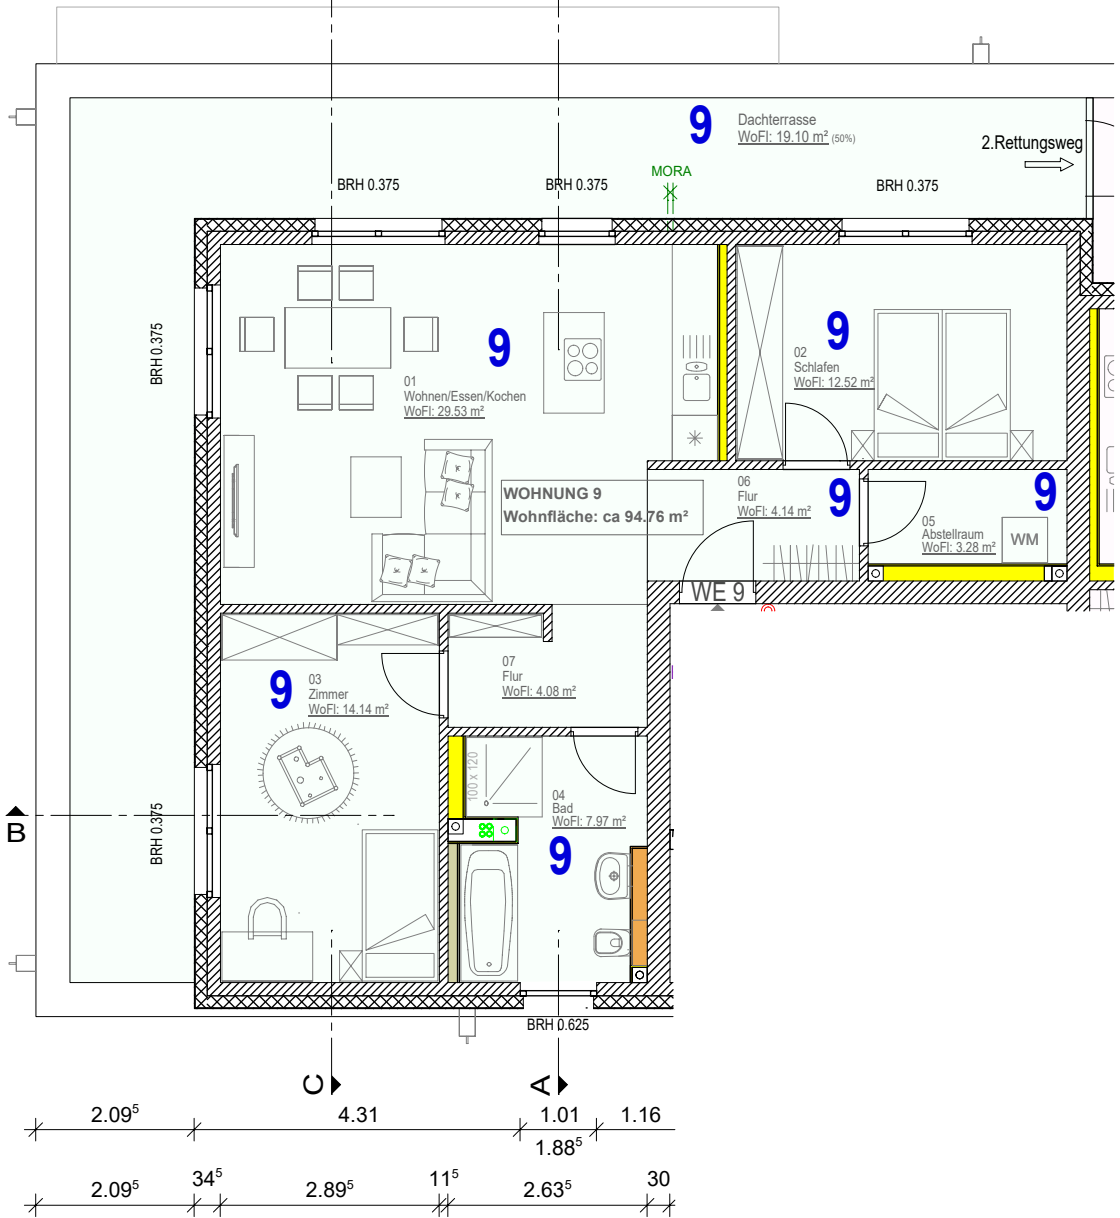 9
Dachterrasse
WoFl: 19.10 m² (50%)
2.Rettungsweg
MORA
BRH 0.375
BRH 0.375
BRH 0.375
BRH 0.375
9
01
Wohnen/Essen/Kochen
WoFl: 29.53 m²
9
02
Schlafen
WoFl: 12.52 m²
WOHNUNG 9
Wohnfläche: ca 94.76 m²
06
Flur
WoFl: 4.14 m²
9
9
05
Abstellraum
WoFl: 3.28 m²
WM
WE 9
9
03
Zimmer
WoFl: 14.14 m²
07
Flur
WoFl: 4.08 m²
100 x 120
04
Bad
WoFl: 7.97 m²
9
BRH 0.375
B
BRH 0.625
C
A
2.09⁵
4.31
1.01
1.16
1.88⁵
2.09⁵
34⁵
2.89⁵
11⁵
2.63⁵
30